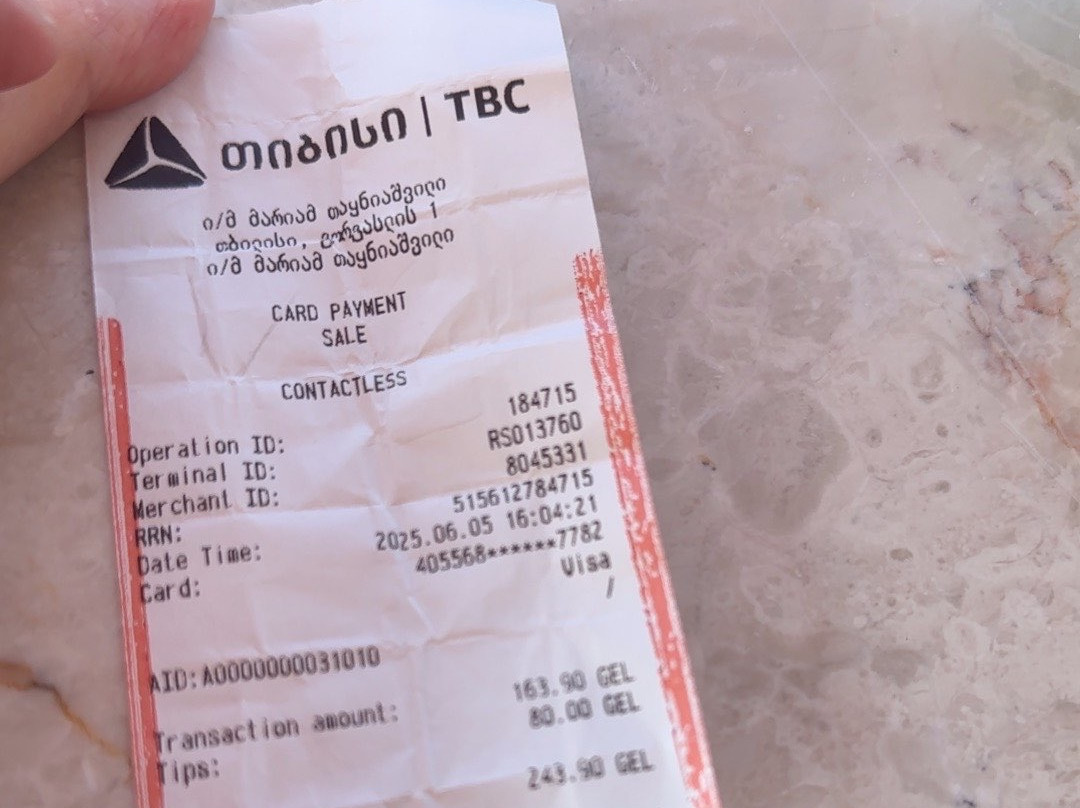 თიბისი | TBC
ი/მ მარიამ თაყნიაშვილი
თბილისი, გორგასლის 1
ი/მ მარიამ თაყნიაშვილი
CARD PAYMENT
SALE
CONTACTLESS
Operation ID: 184715
Terminal ID: RS013760
Merchant ID: 8045331
RRN: 515612784715
Date Time: 2025.06.05 16:04:21
Card: 405568******7782
Visa
/
AID:A0000000031010
Transaction amount: 163.90 GEL
Tips: 80.00 GEL
243.90 GEL